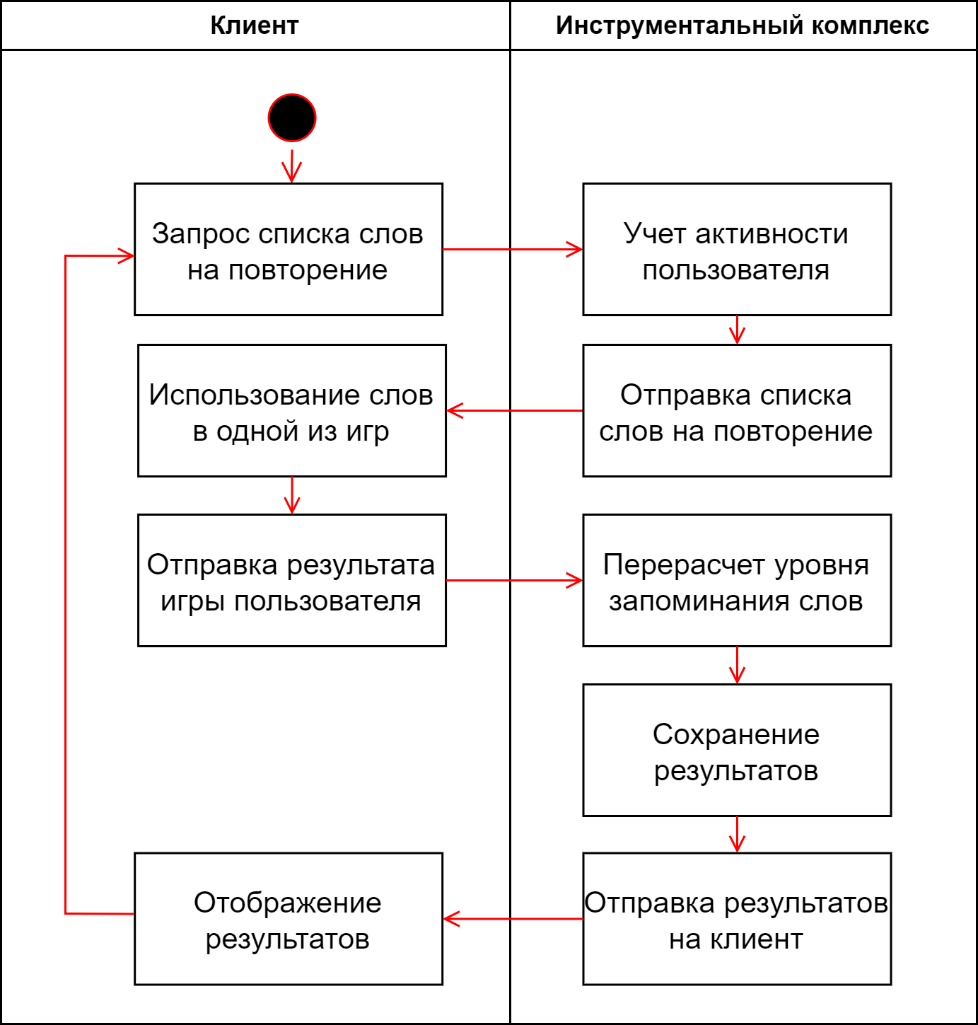 Клиент
Инструментальный комплекс
Запрос списка слов
на повторение
Учет активности
пользователя
Использование слов
в одной из игр
Отправка списка
слов на повторение
Отправка результата
игры пользователя
Перерасчет уровня
запоминания слов
Сохранение
результатов
Отображение
результатов
Отправка результатов
на клиент